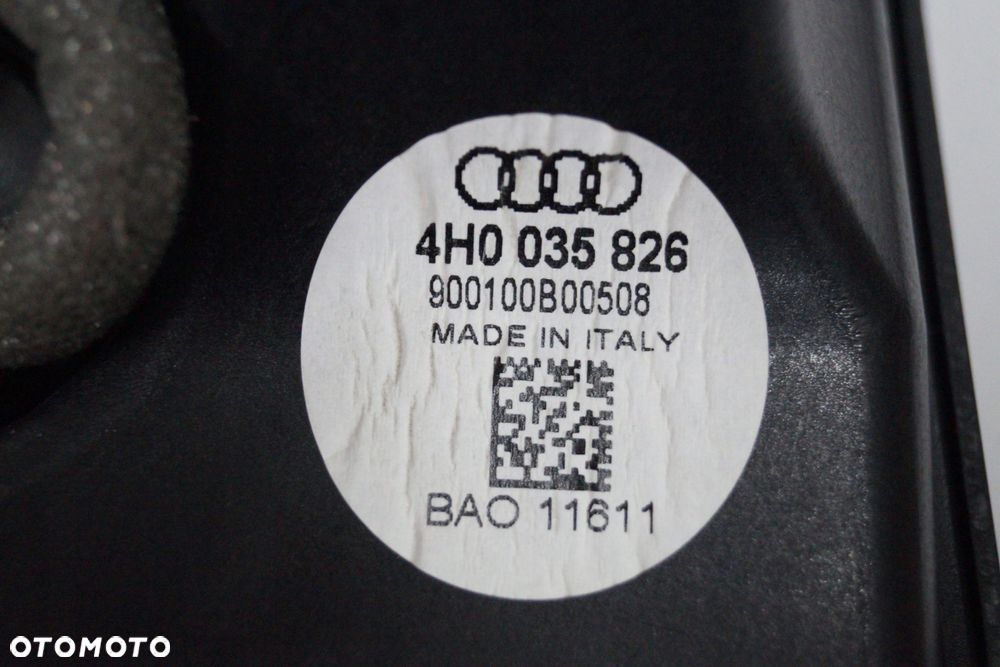 4H0 035 826
900100B00508
MADE IN ITALY
BAO 11611
OTOMOTO